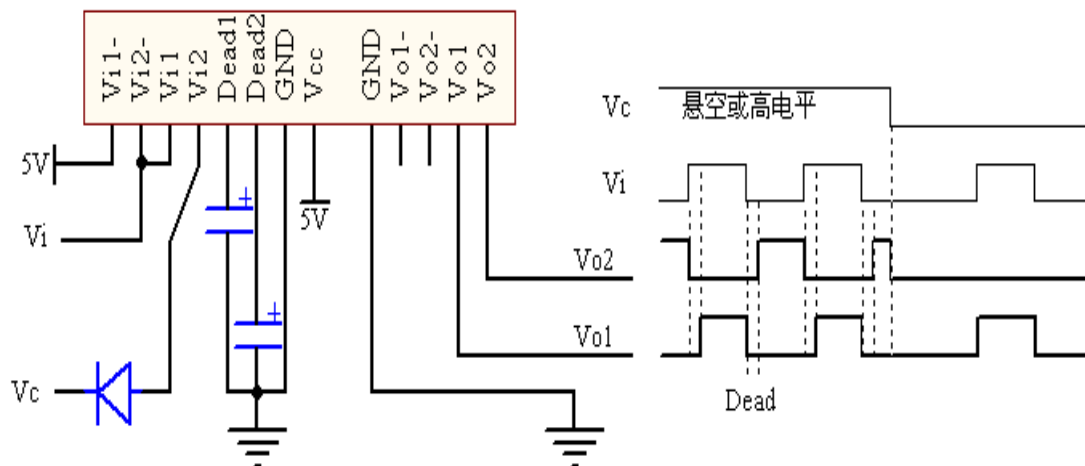 Vi1-
Vi2-
Vi1
Vi2
Dead1
Dead2
GND
Vcc
GND
Vo1-
Vo2-
Vo1
Vo2
5V
Vi
Vc
+
+
5V
Vo2
Vo1
Vc
悬空或高电平
Vi
Dead